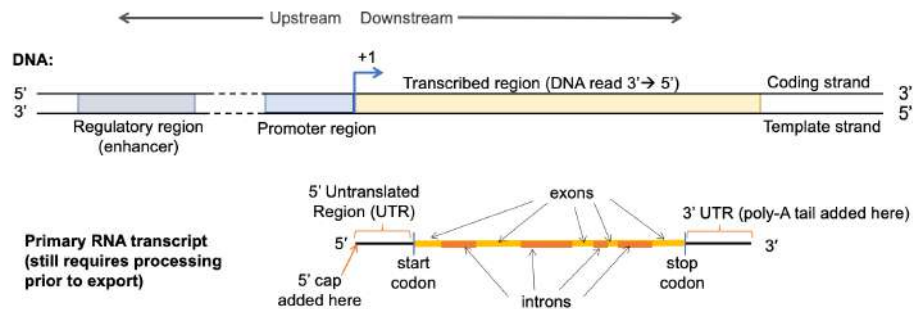 Upstream Downstream
+1
DNA:
Transcribed region (DNA read 3'→ 5')
Coding strand
5' 3'
3' 5'
Regulatory region
(enhancer)
Promoter region
Template strand
5' Untranslated
Region (UTR)
exons
3' UTR (poly-A tail added here)
Primary RNA transcript
(still requires processing
prior to export)
5' 3'
start
codon
stop
codon
5' cap
added here
introns